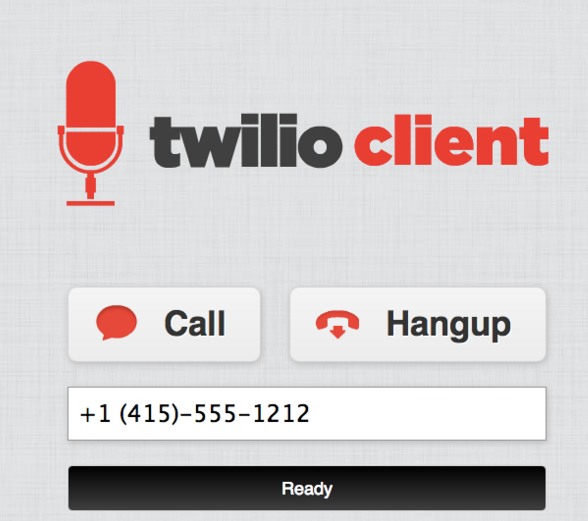 twilio client
Call Hangup
+1 (415)-555-1212
Ready